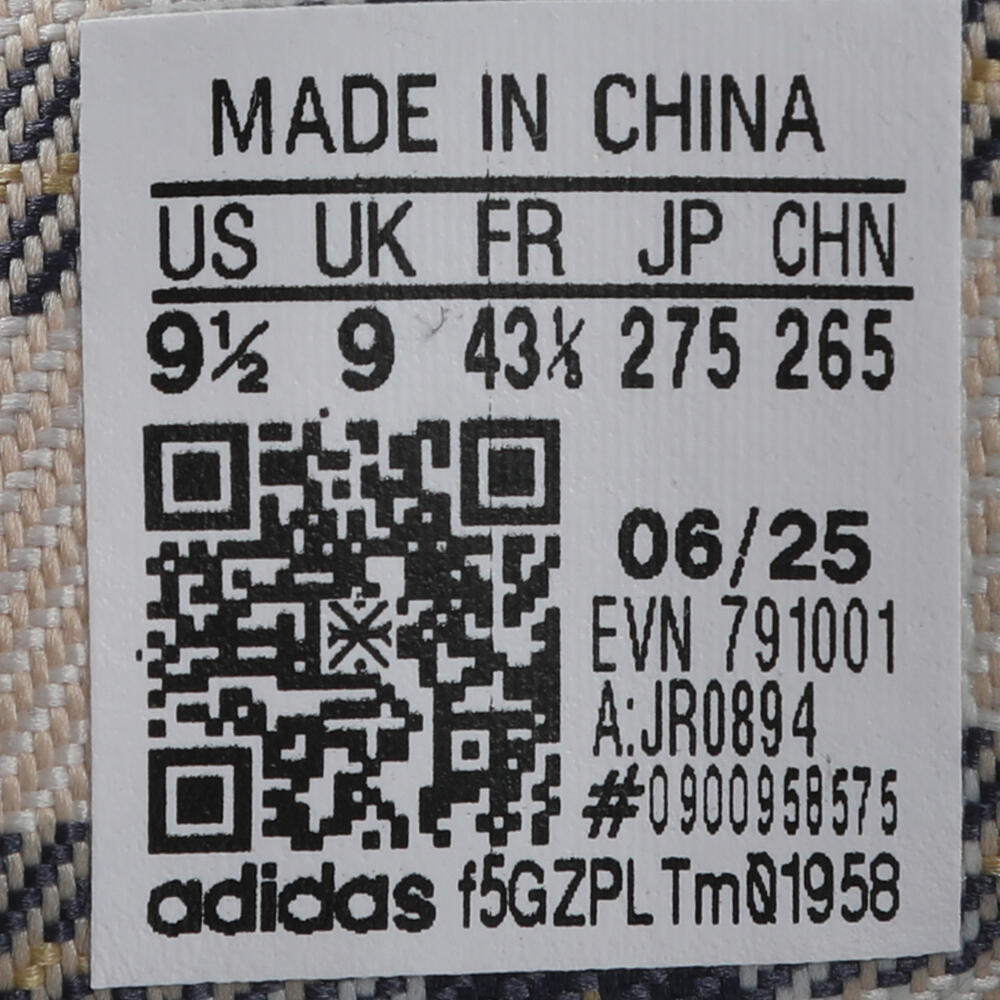 MADE IN CHINA
US UK FR JP CHN
9½ 9 43⅓ 275 265
06/25
EVN 791001
A:JR0894
#0900958575
adidas f5GZPLTm01958